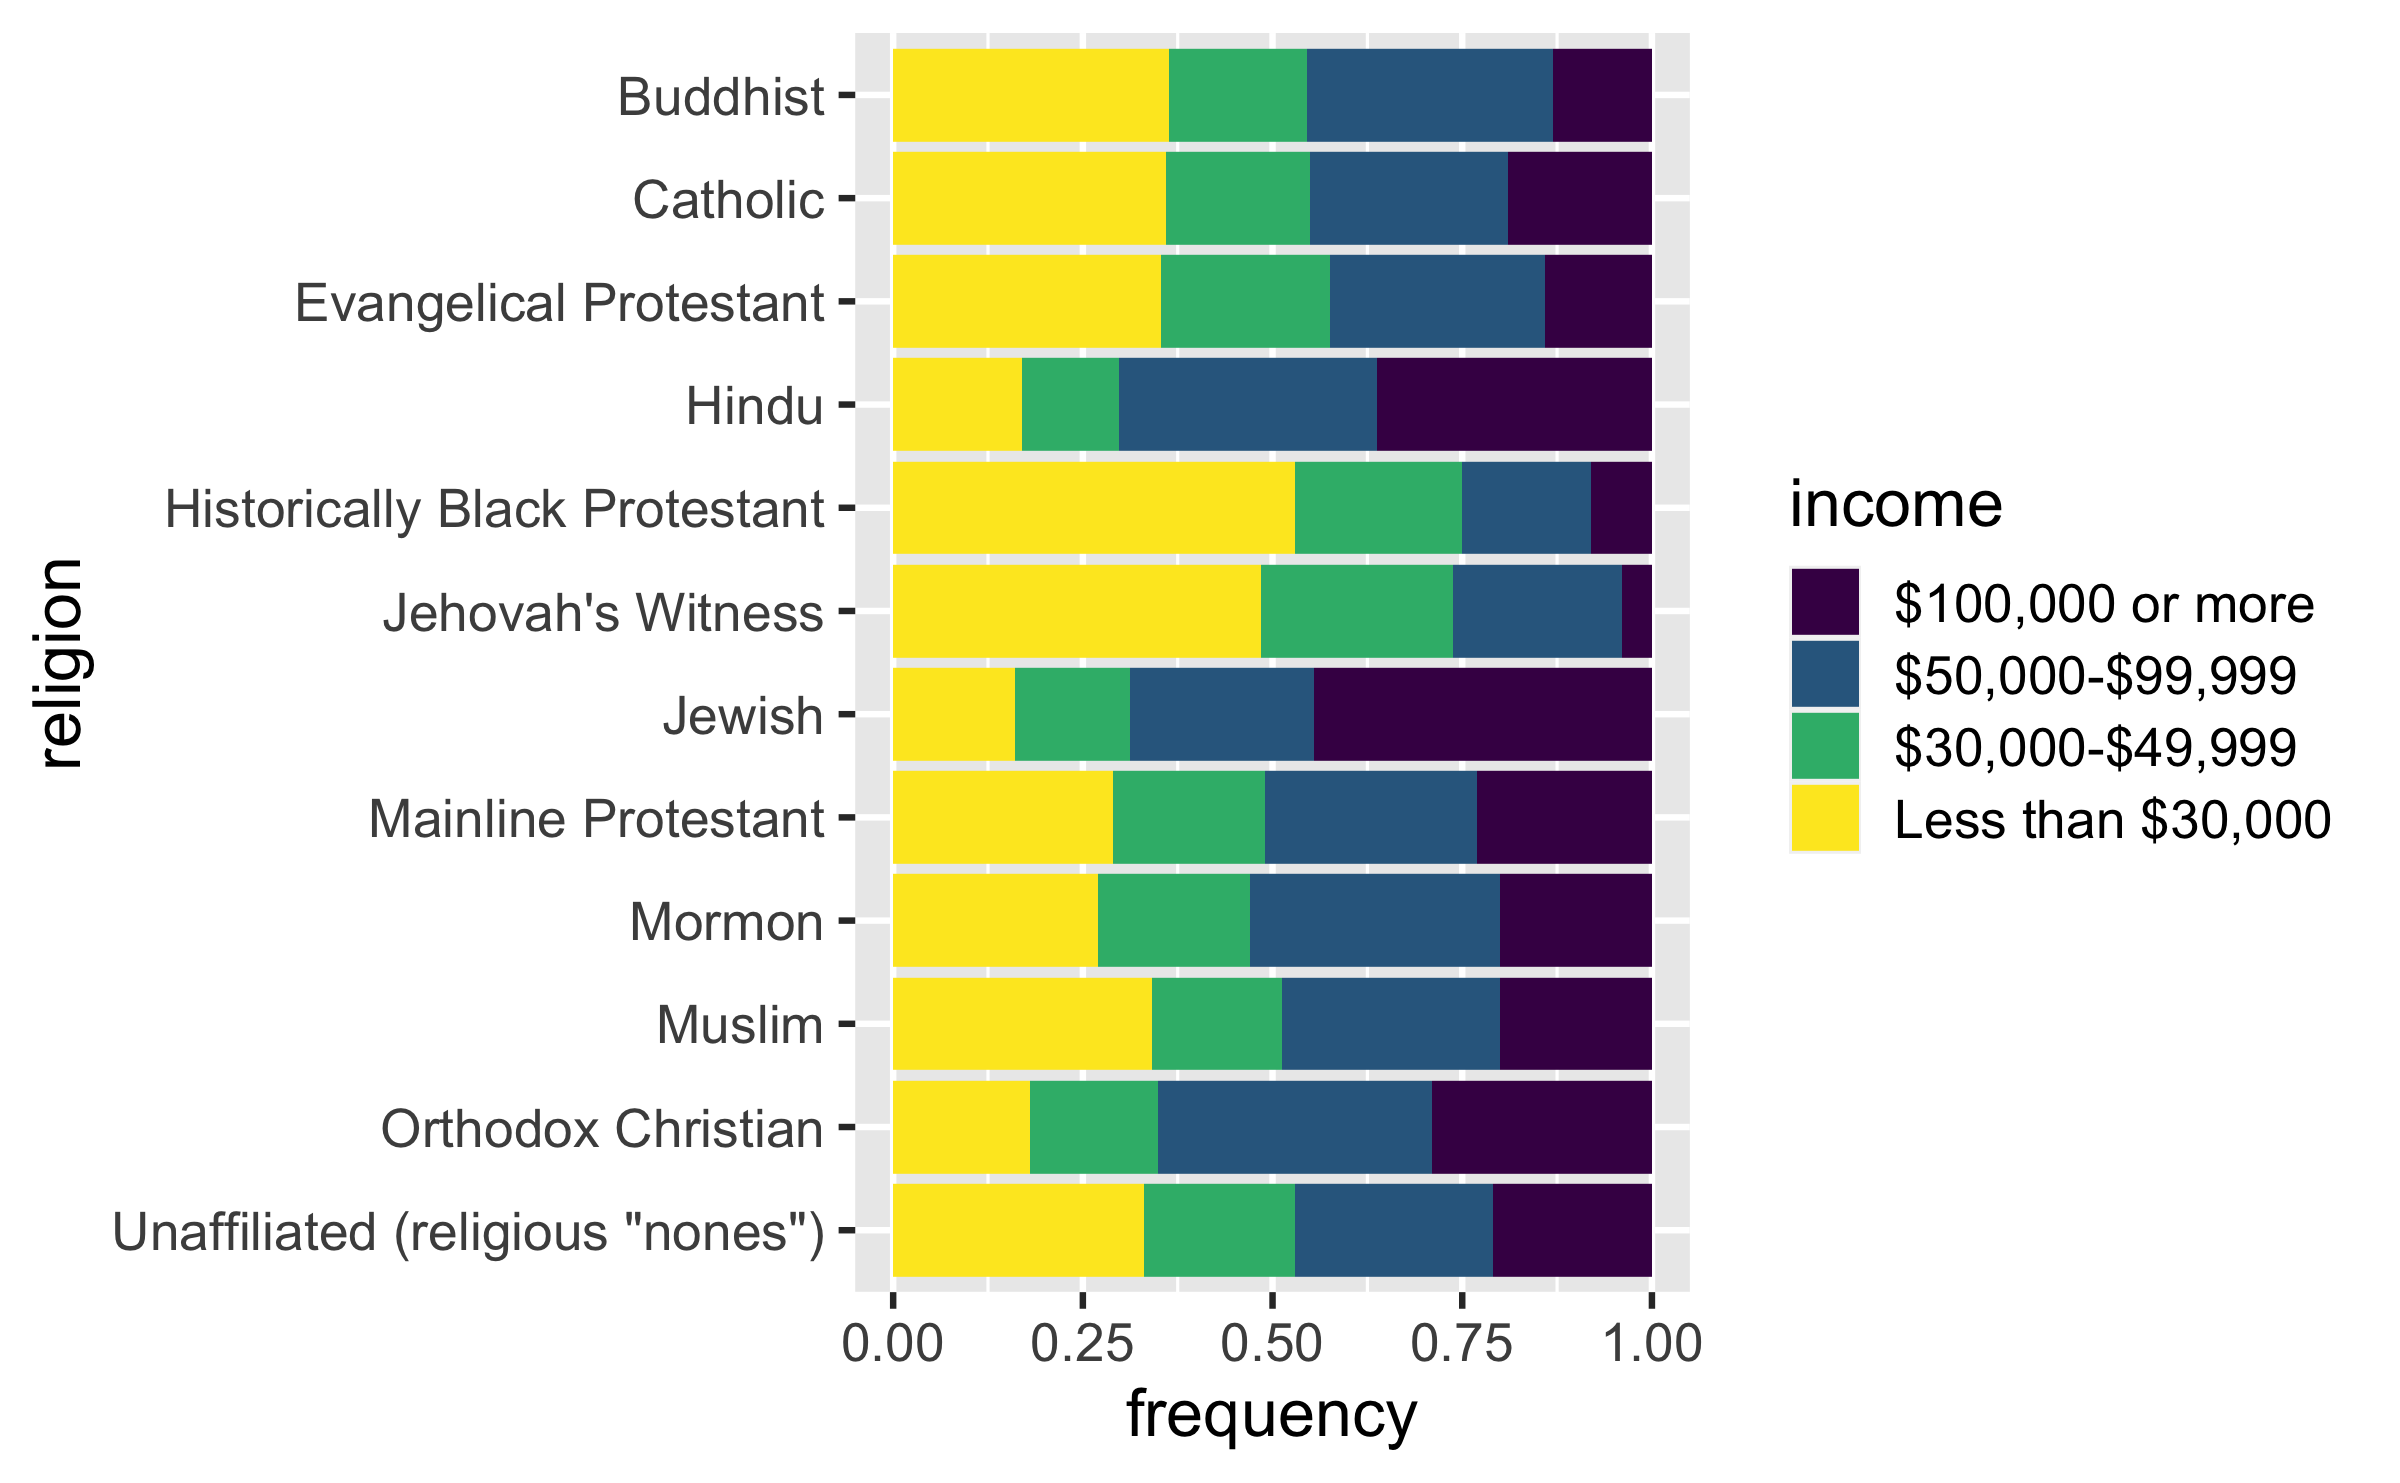 Buddhist
Catholic
Evangelical Protestant
Hindu
Historically Black Protestant
Jehovah's Witness
Jewish
Mainline Protestant
Mormon
Muslim
Orthodox Christian
Unaffiliated (religious "nones")
religion
0.00 0.25 0.50 0.75 1.00
frequency
income
$100,000 or more
$50,000-$99,999
$30,000-$49,999
Less than $30,000